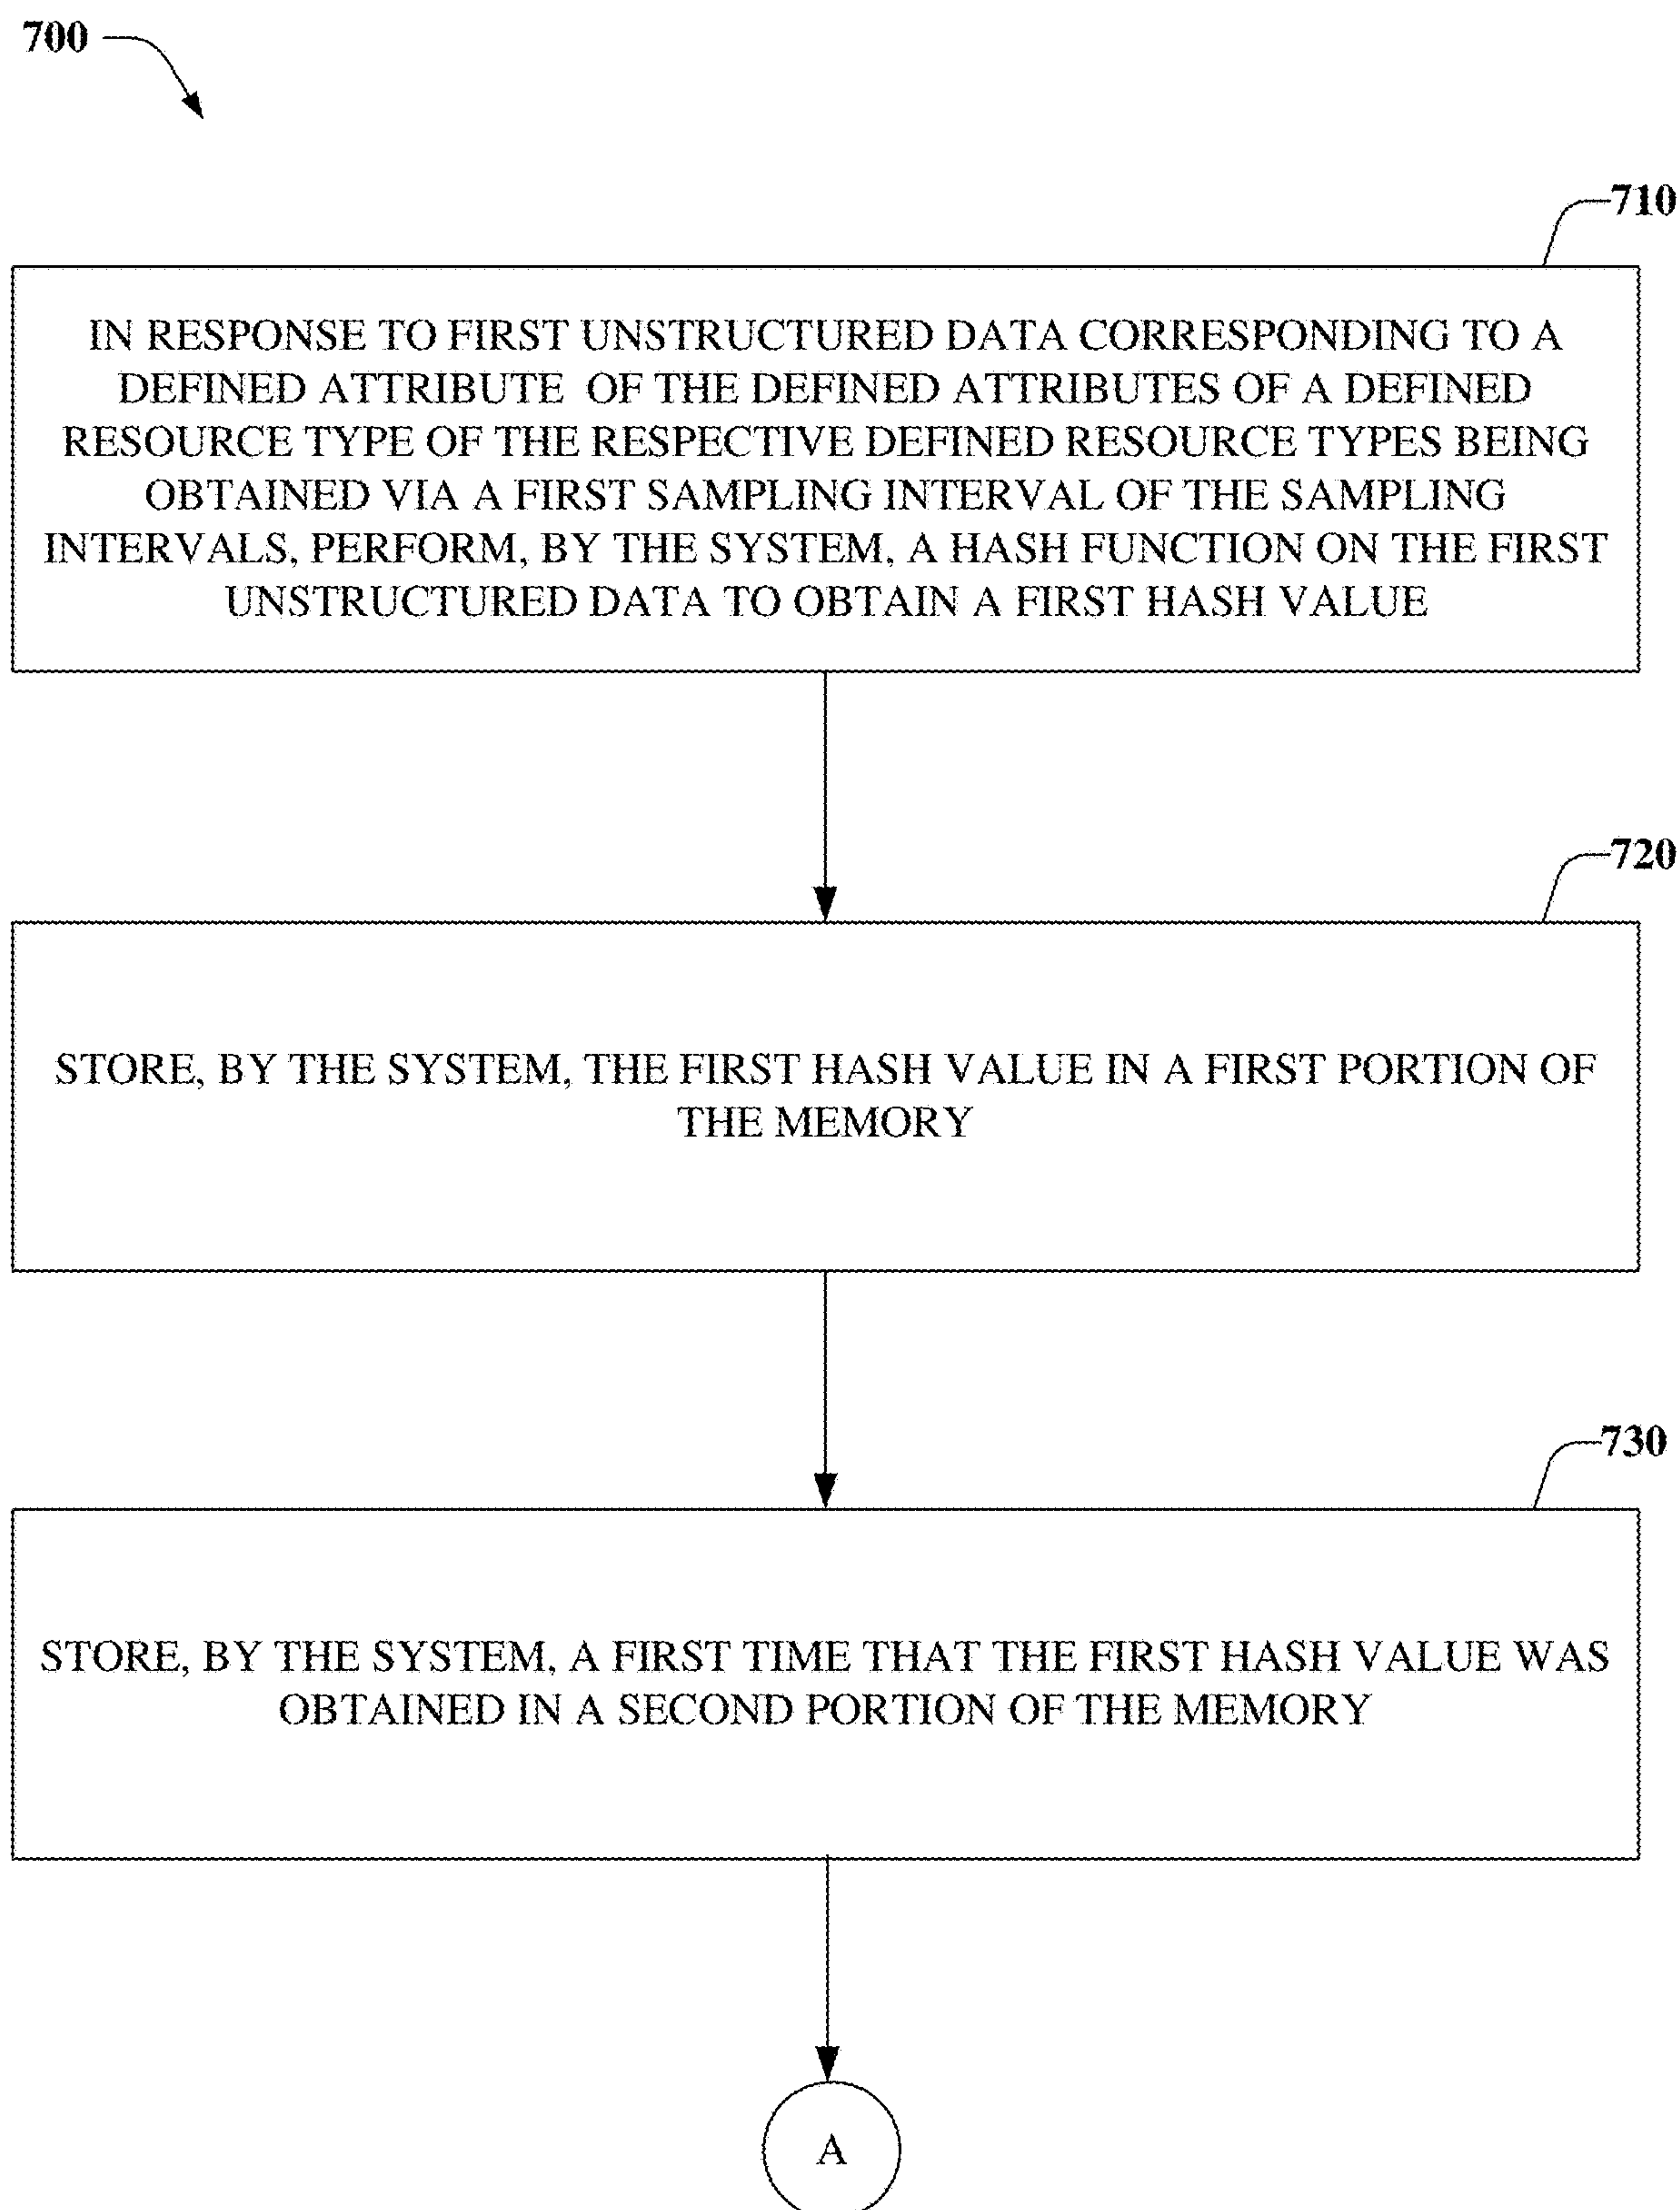 700
710
IN RESPONSE TO FIRST UNSTRUCTURED DATA CORRESPONDING TO A
DEFINED ATTRIBUTE OF THE DEFINED ATTRIBUTES OF A DEFINED
RESOURCE TYPE OF THE RESPECTIVE DEFINED RESOURCE TYPES BEING
OBTAINED VIA A FIRST SAMPLING INTERVAL OF THE SAMPLING
INTERVALS, PERFORM, BY THE SYSTEM, A HASH FUNCTION ON THE FIRST
UNSTRUCTURED DATA TO OBTAIN A FIRST HASH VALUE
720
STORE, BY THE SYSTEM, THE FIRST HASH VALUE IN A FIRST PORTION OF
THE MEMORY
730
STORE, BY THE SYSTEM, A FIRST TIME THAT THE FIRST HASH VALUE WAS
OBTAINED IN A SECOND PORTION OF THE MEMORY
A